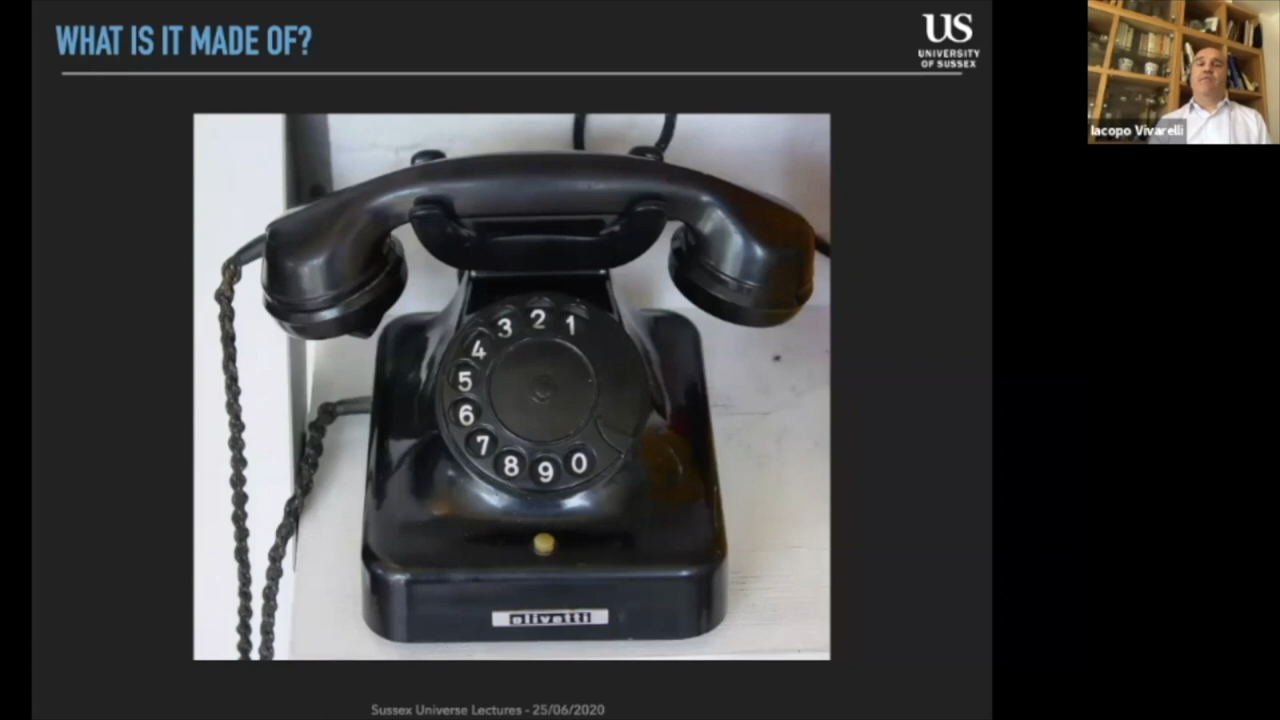 WHAT IS IT MADE OF?
US
UNIVERSITY
OF SUSSEX
Iacopo Vivarelli
3 2 1
4
5
6
7
8 9 0
olivetti
Sussex Universe Lectures - 25/06/2020